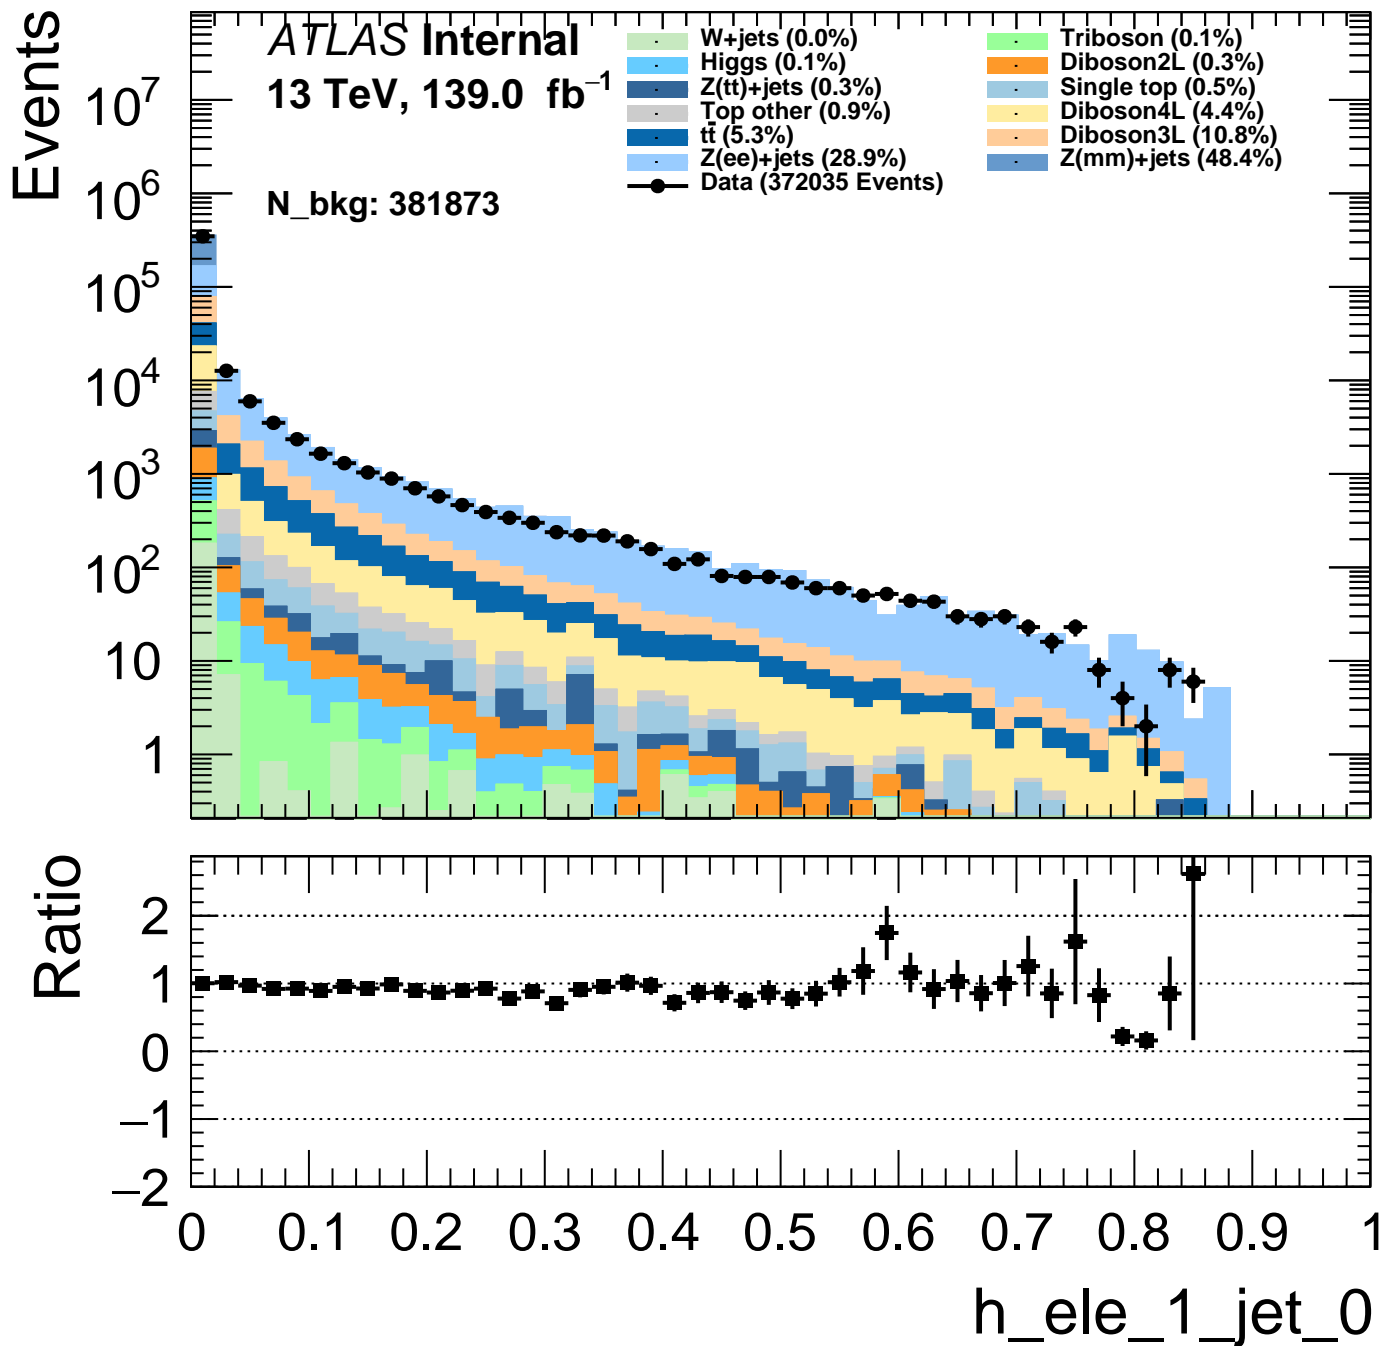 Events
ATLAS Internal
13 TeV, 139.0 fb⁻¹
N_bkg: 381873
W+jets (0.0%)
Higgs (0.1%)
Z(tt)+jets (0.3%)
Top other (0.9%)
tt̄ (5.3%)
Z(ee)+jets (28.9%)
Data (372035 Events)
Triboson (0.1%)
Diboson2L (0.3%)
Single top (0.5%)
Diboson4L (4.4%)
Diboson3L (10.8%)
Z(mm)+jets (48.4%)
10⁷
10⁶
10⁵
10⁴
10³
10²
10
1
Ratio
2
1
0
−1
−2
0 0.1 0.2 0.3 0.4 0.5 0.6 0.7 0.8 0.9 1
h_ele_1_jet_0